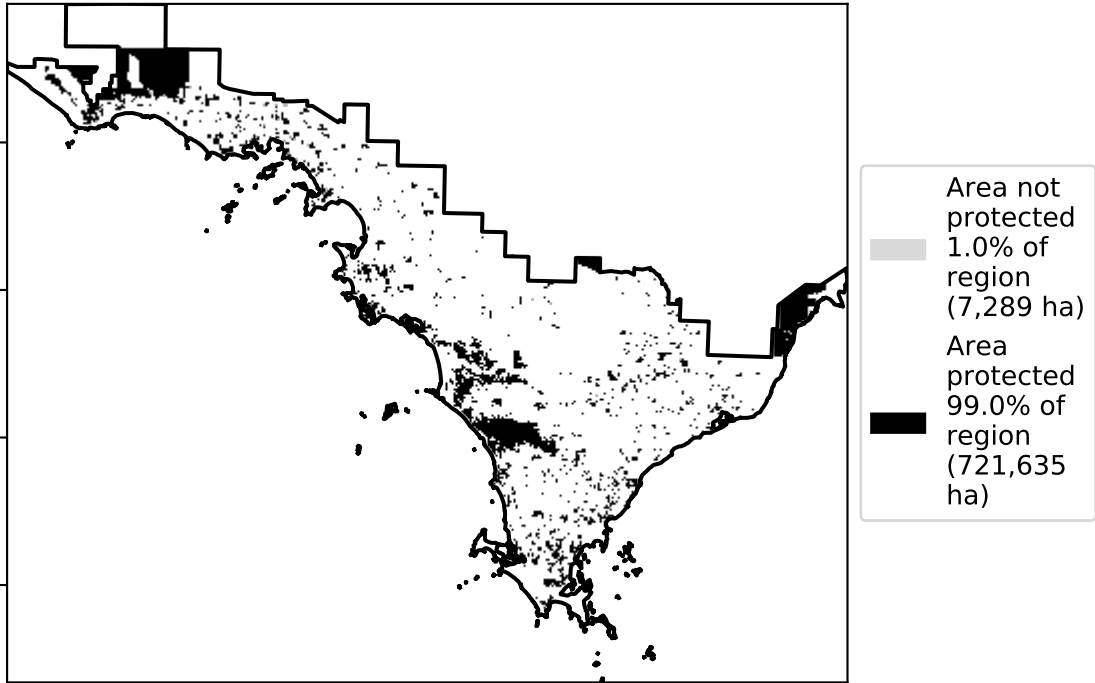 Area not
protected
1.0% of
region
(7,289 ha)
Area
protected
99.0% of
region
(721,635
ha)